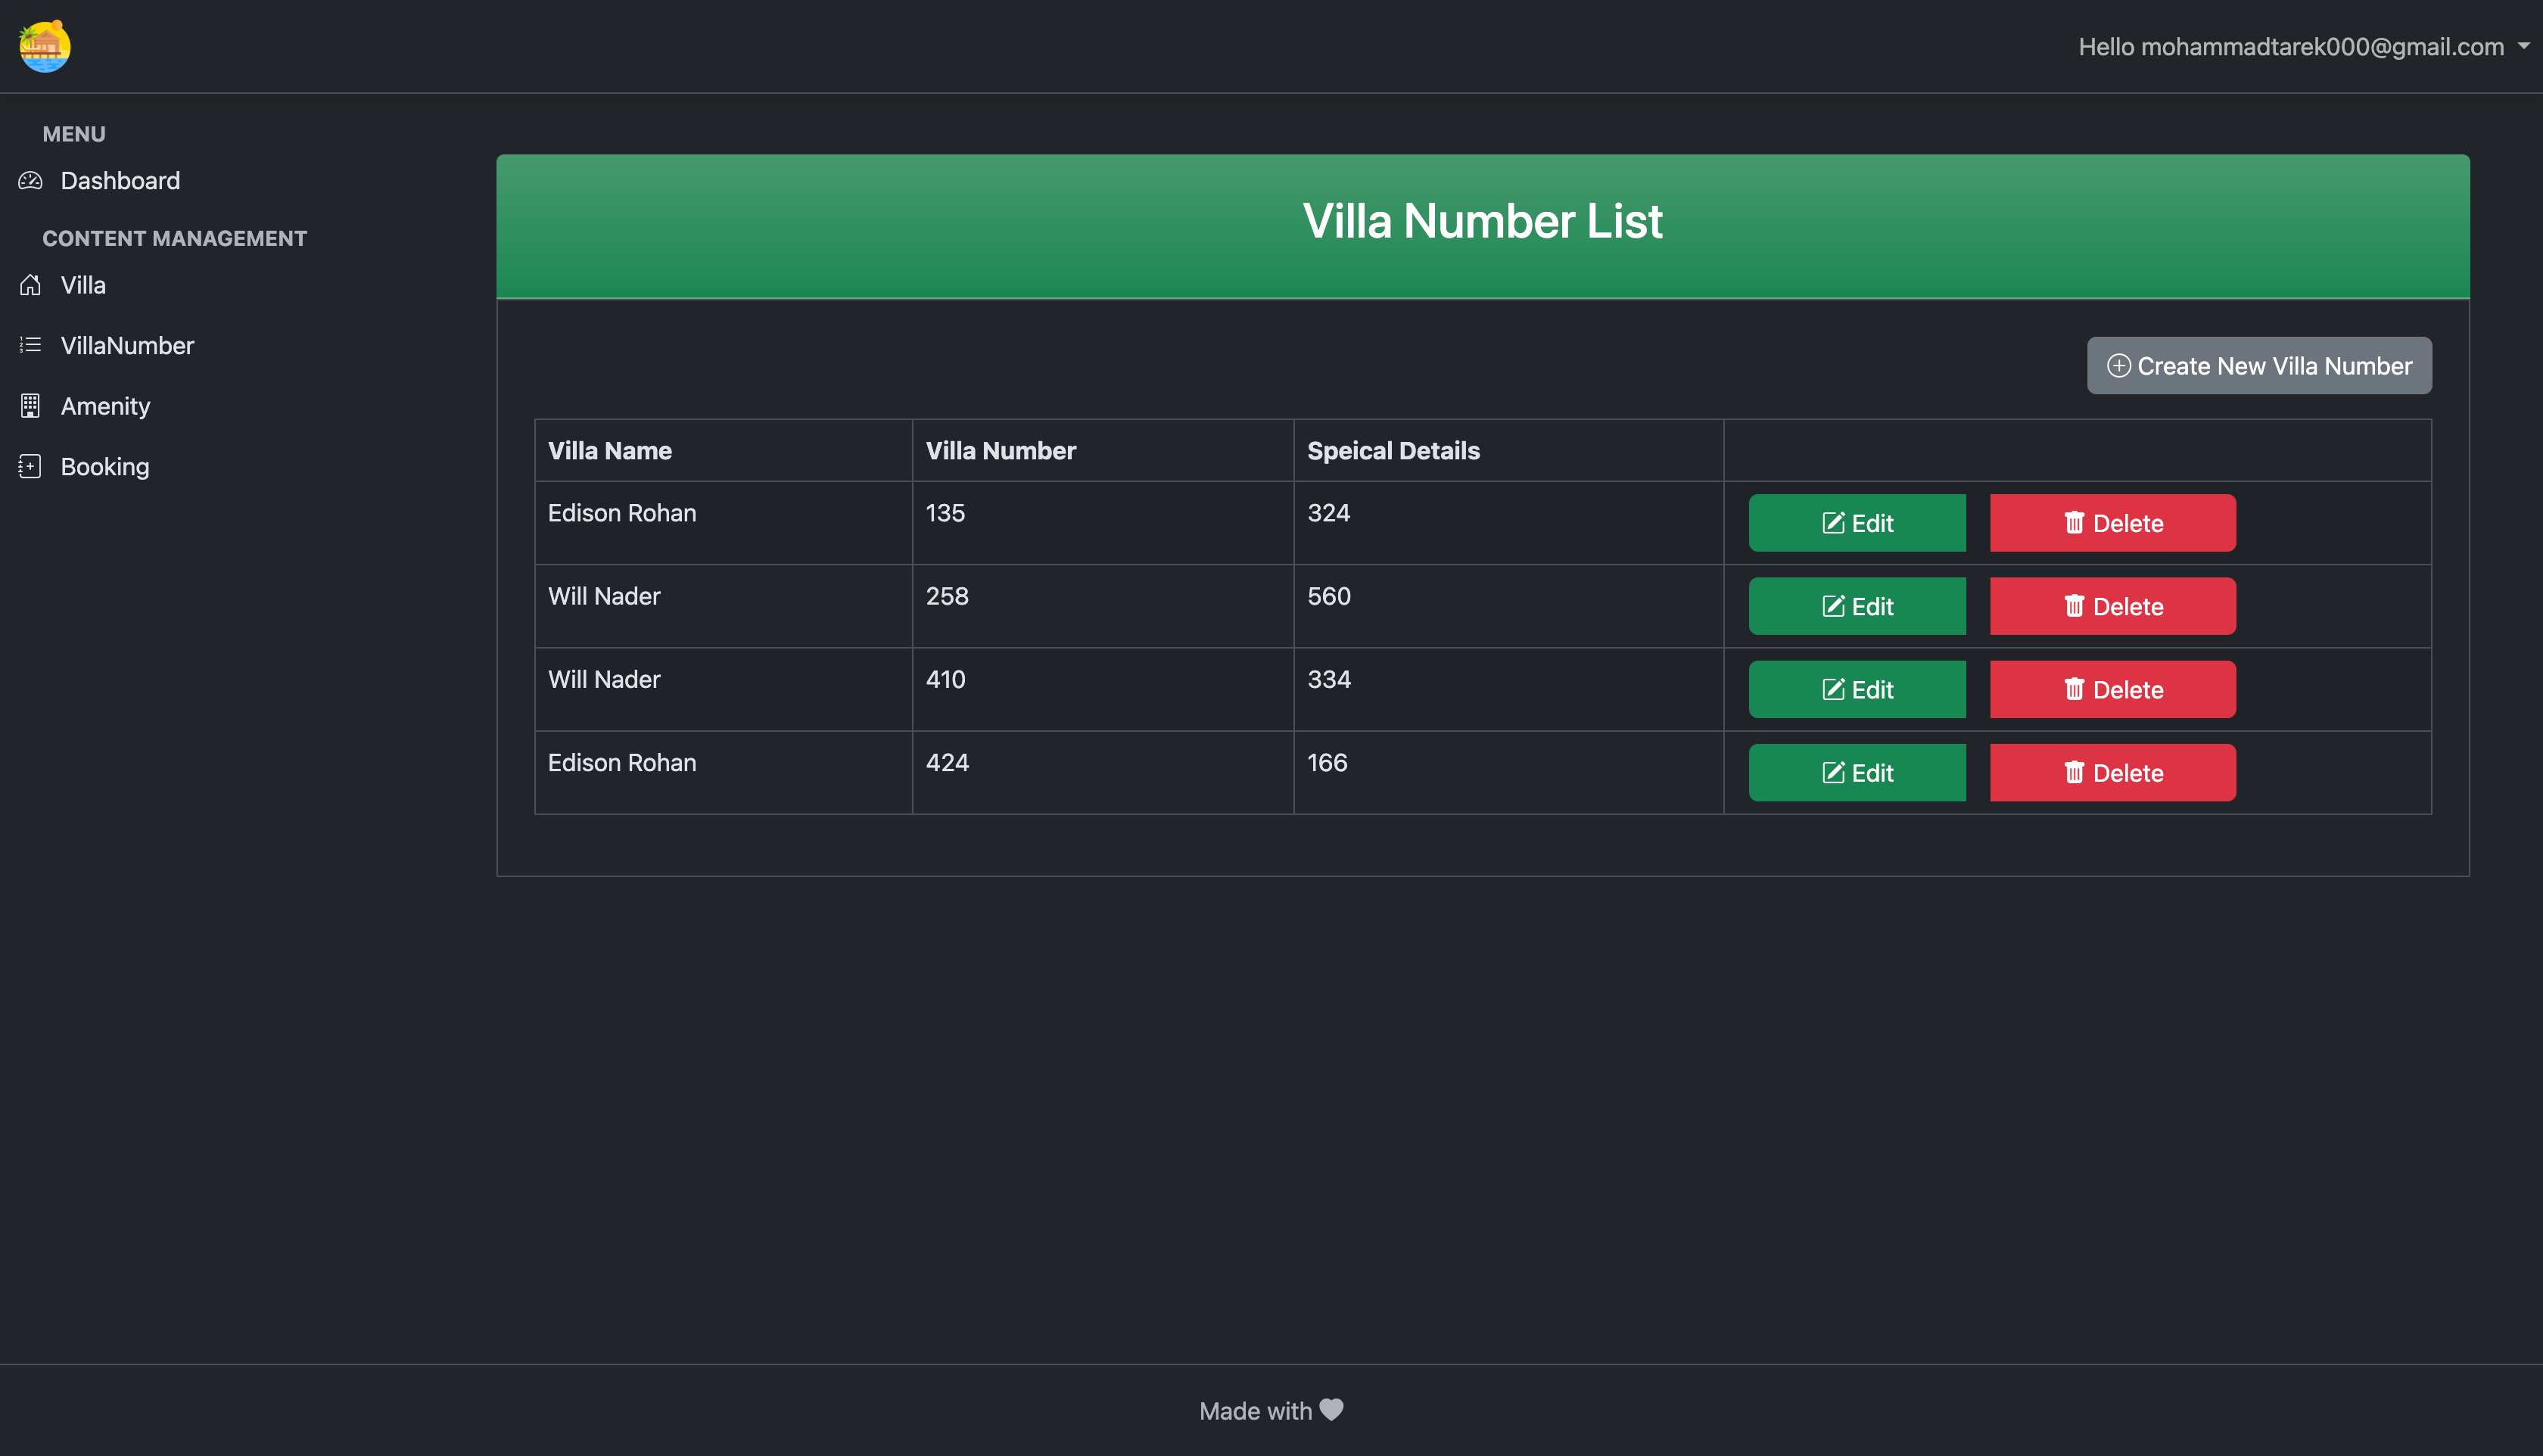 Hello mohammadtarek000@gmail.com
MENU
Dashboard
CONTENT MANAGEMENT
Villa
VillaNumber
Amenity
Booking
Villa Number List
Create New Villa Number
Villa Name Villa Number Speical Details
Edison Rohan 135 324 Edit Delete
Will Nader 258 560 Edit Delete
Will Nader 410 334 Edit Delete
Edison Rohan 424 166 Edit Delete
Made with